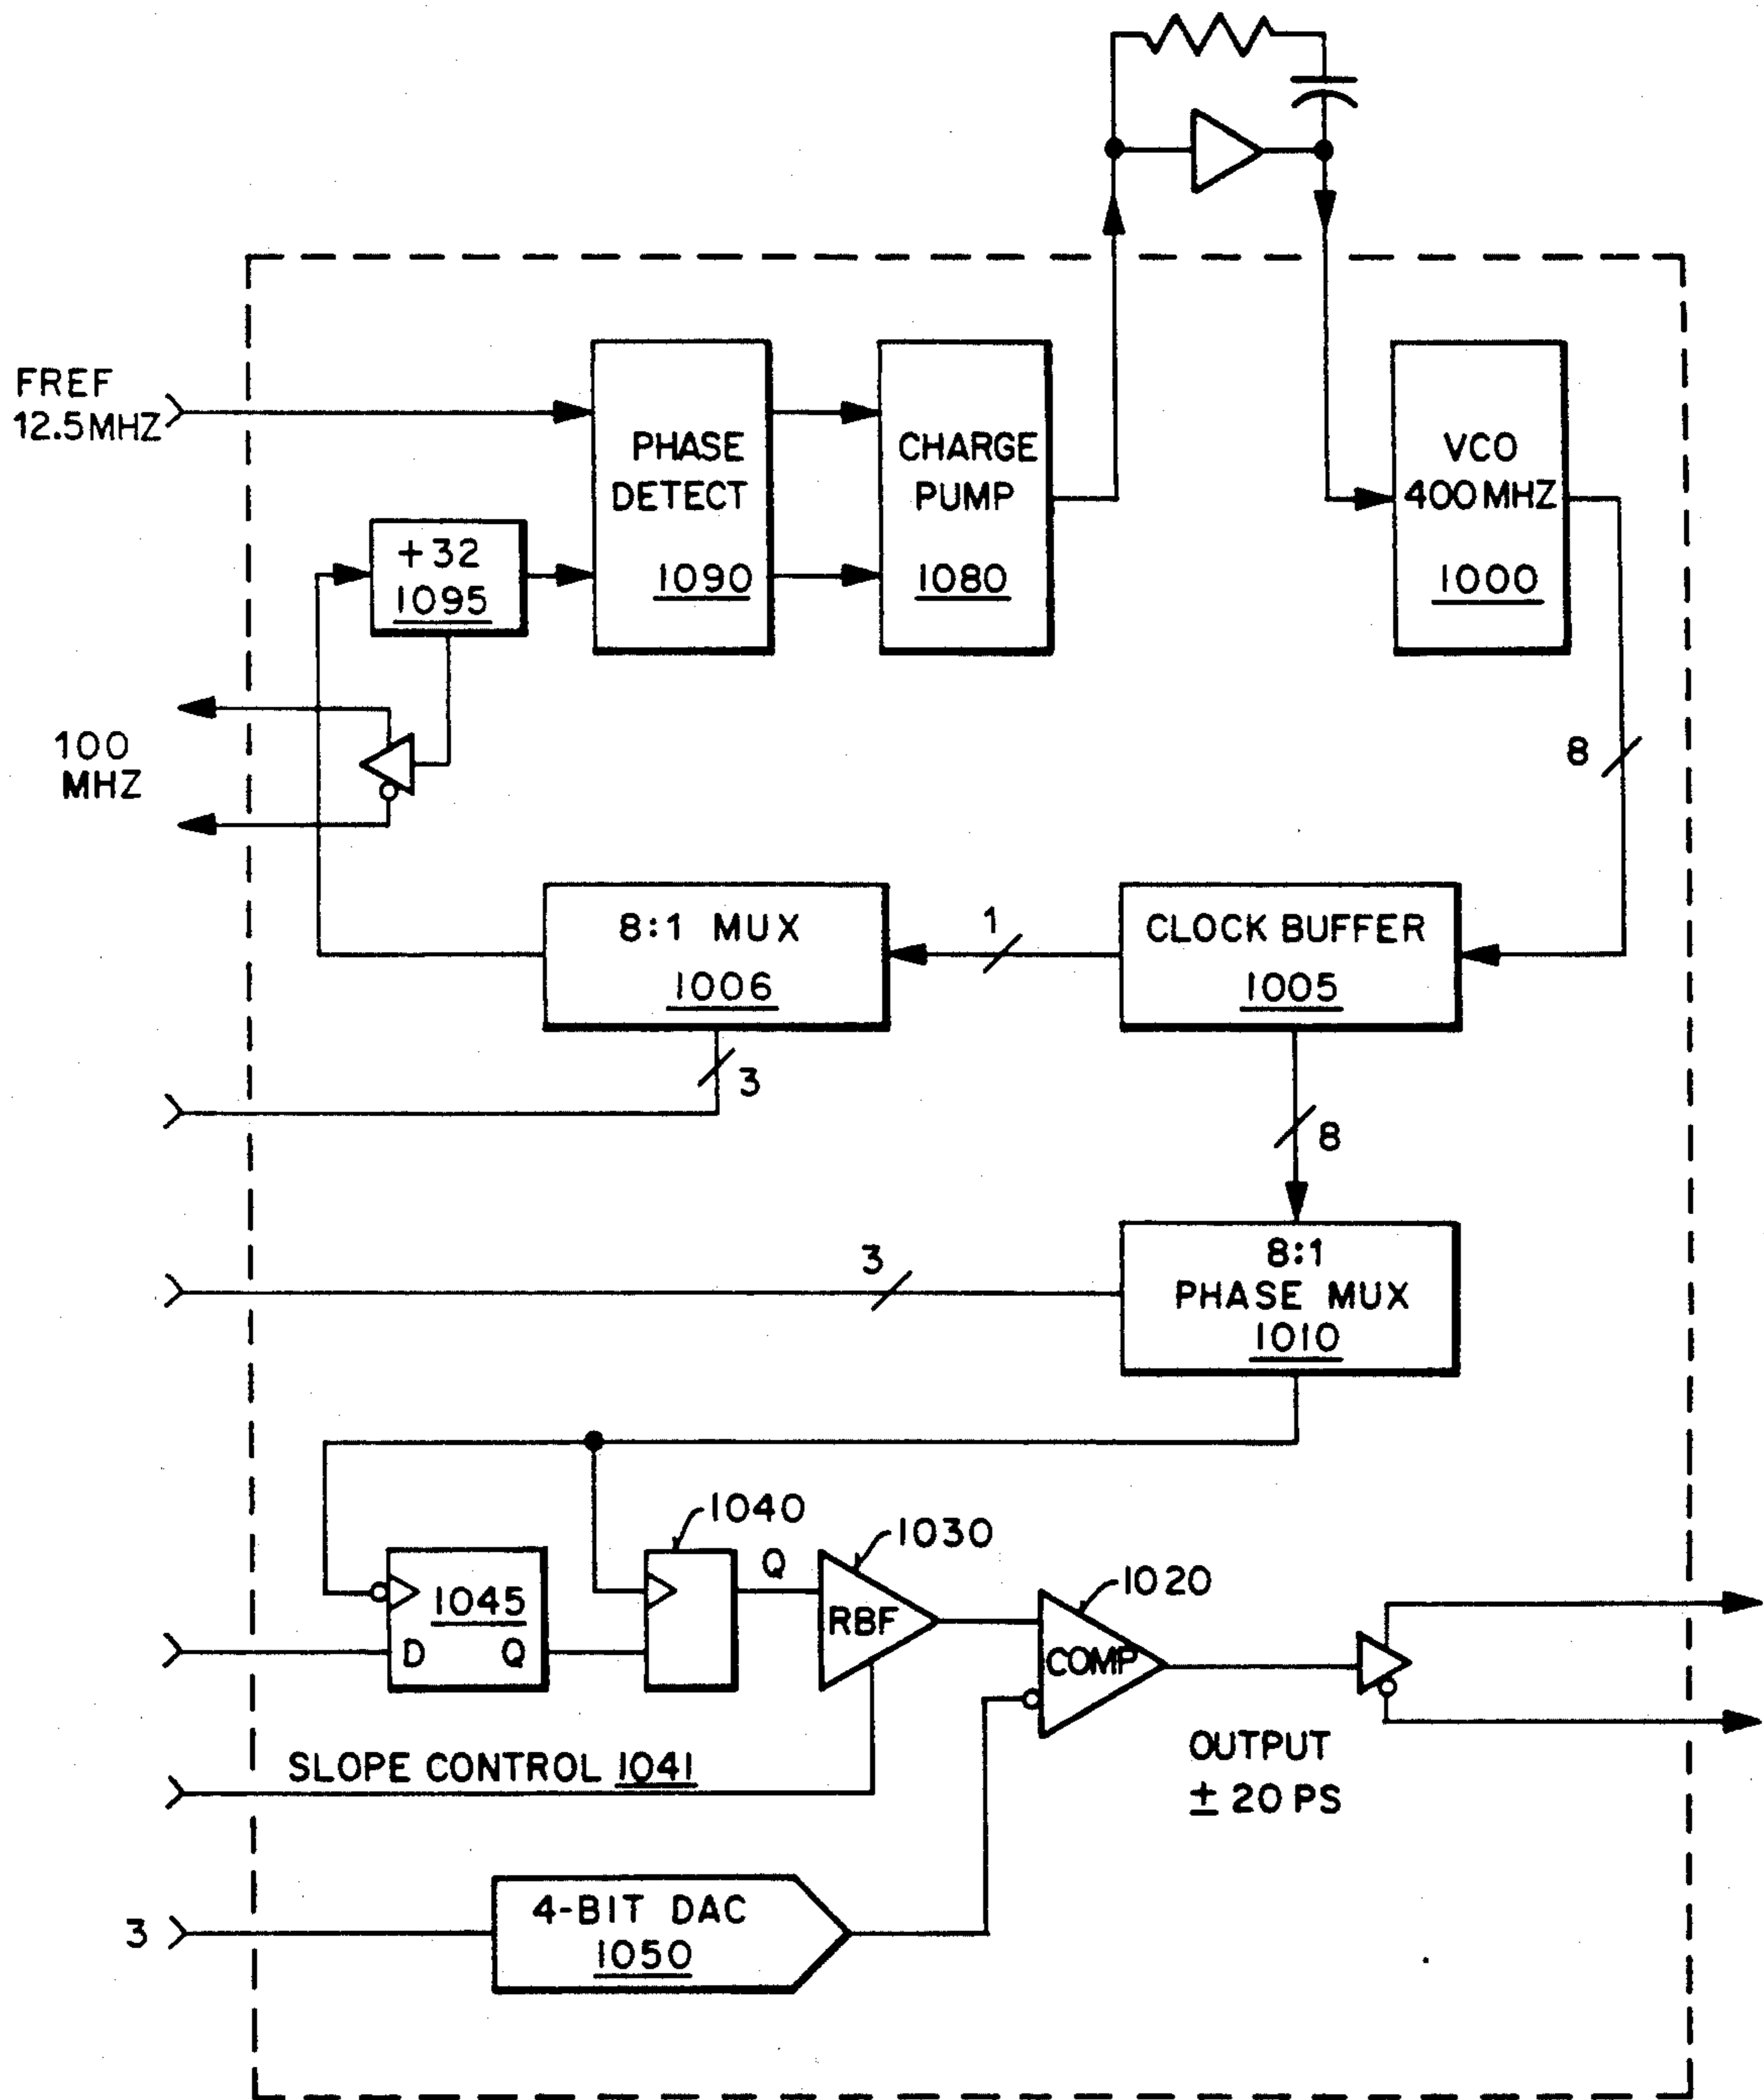 FREF
12.5MHZ
PHASE
DETECT
1090
CHARGE
PUMP
1080
VCO
400MHZ
1000
+32
1095
100
MHZ
8
8:1 MUX
1006
1
CLOCK BUFFER
1005
3
8
3
8:1
PHASE MUX
1010
1040
1030
Q
1045
D Q
RBF
1020
COMP
SLOPE CONTROL 1041
OUTPUT
± 20 PS
3
4-BIT DAC
1050